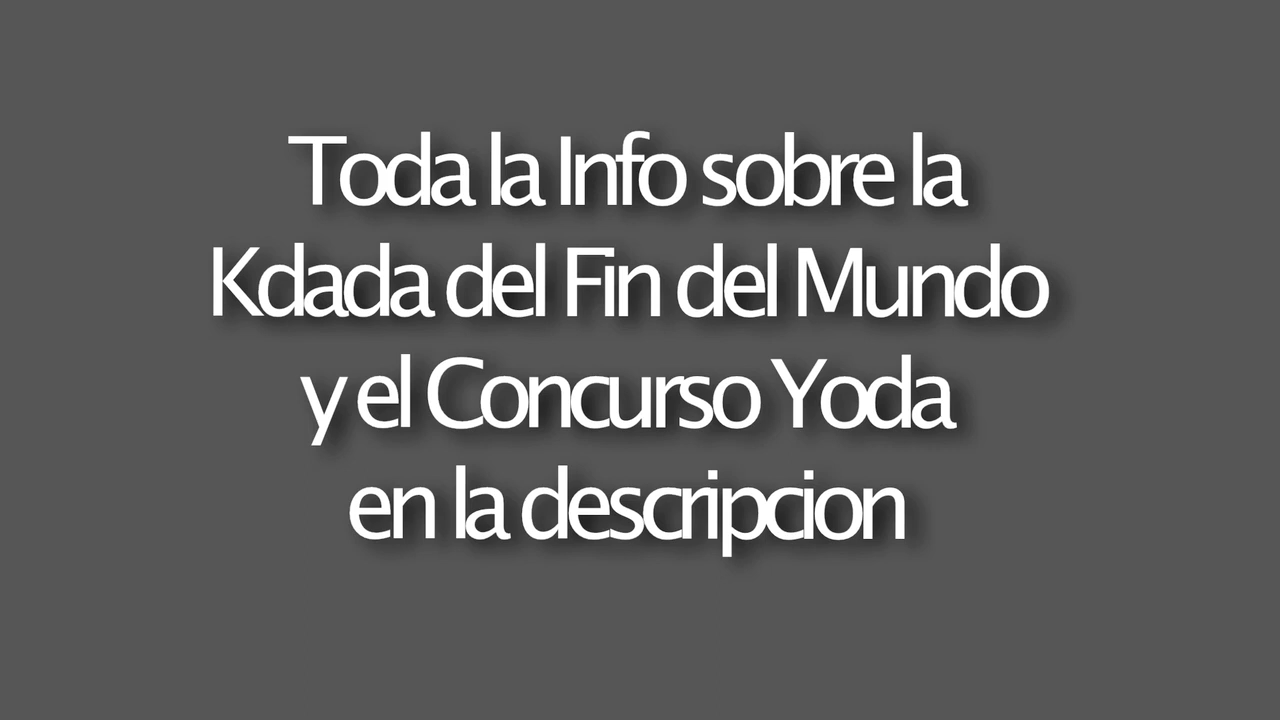 Toda la Info sobre la
Kdada del Fin del Mundo
y el Concurso Yoda
en la descripcion